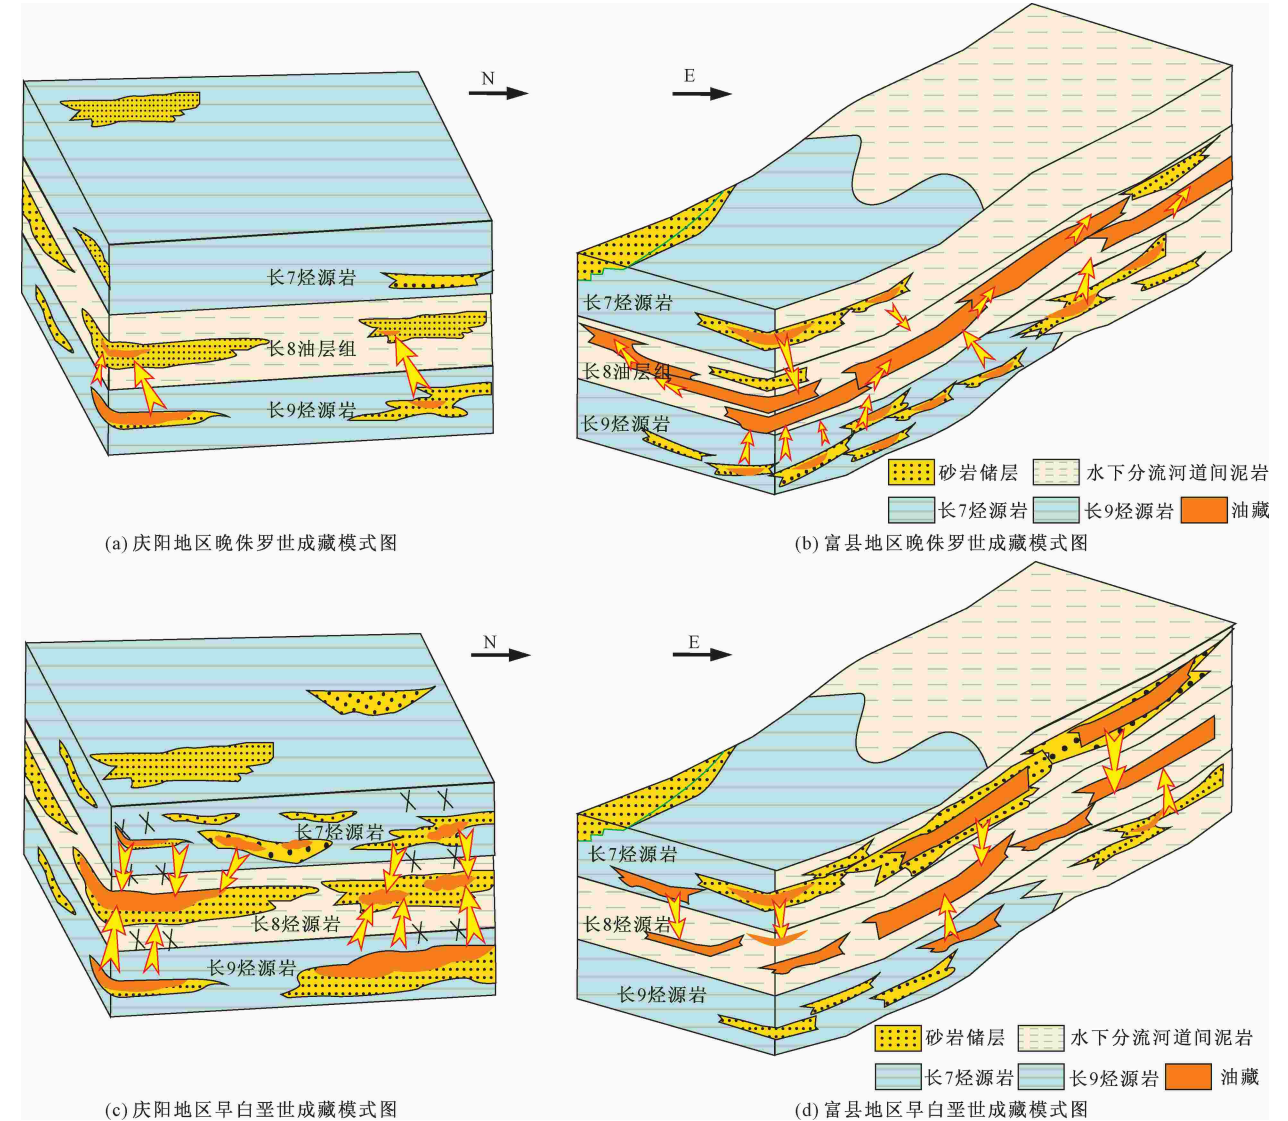 N
E
长7烃源岩
长8油层组
长9烃源岩
长7烃源岩
长8油层组
长9烃源岩
砂岩储层
水下分流河道间泥岩
长7烃源岩
长9烃源岩
油藏
(a) 庆阳地区晚侏罗世成藏模式图
(b) 富县地区晚侏罗世成藏模式图
N
E
长7烃源岩
长8烃源岩
长9烃源岩
长7烃源岩
长8烃源岩
长9烃源岩
砂岩储层
水下分流河道间泥岩
长7烃源岩
长9烃源岩
油藏
(c) 庆阳地区早白垩世成藏模式图
(d) 富县地区早白垩世成藏模式图